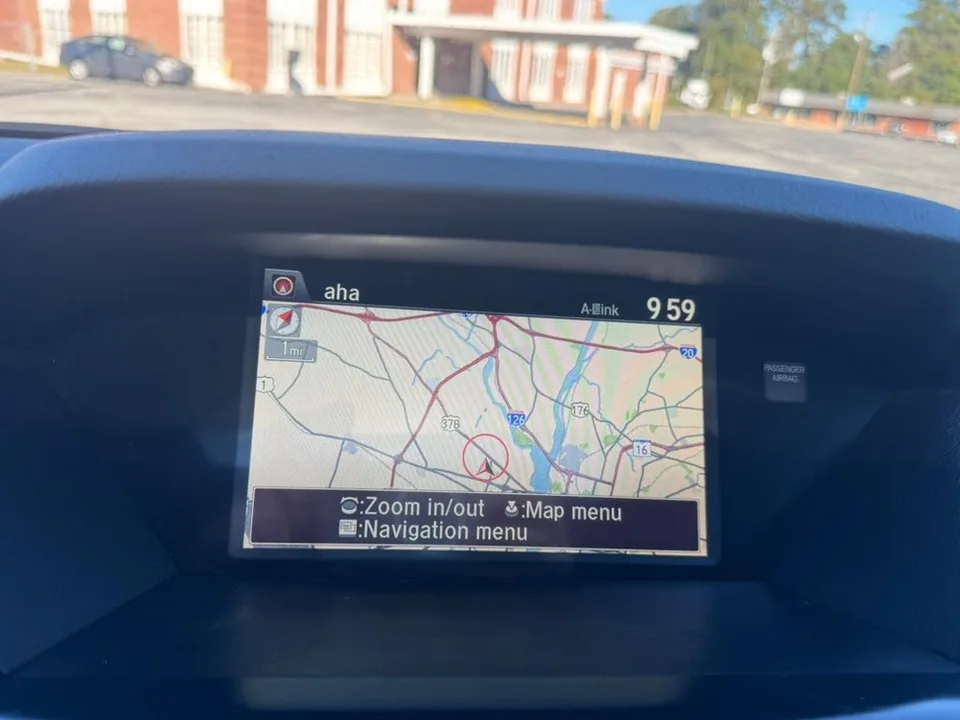 aha
A-Link
9 59
1 mi
20
1
378
126
176
16
PASSENGER
AIRBAG
:Zoom in/out :Map menu
:Navigation menu